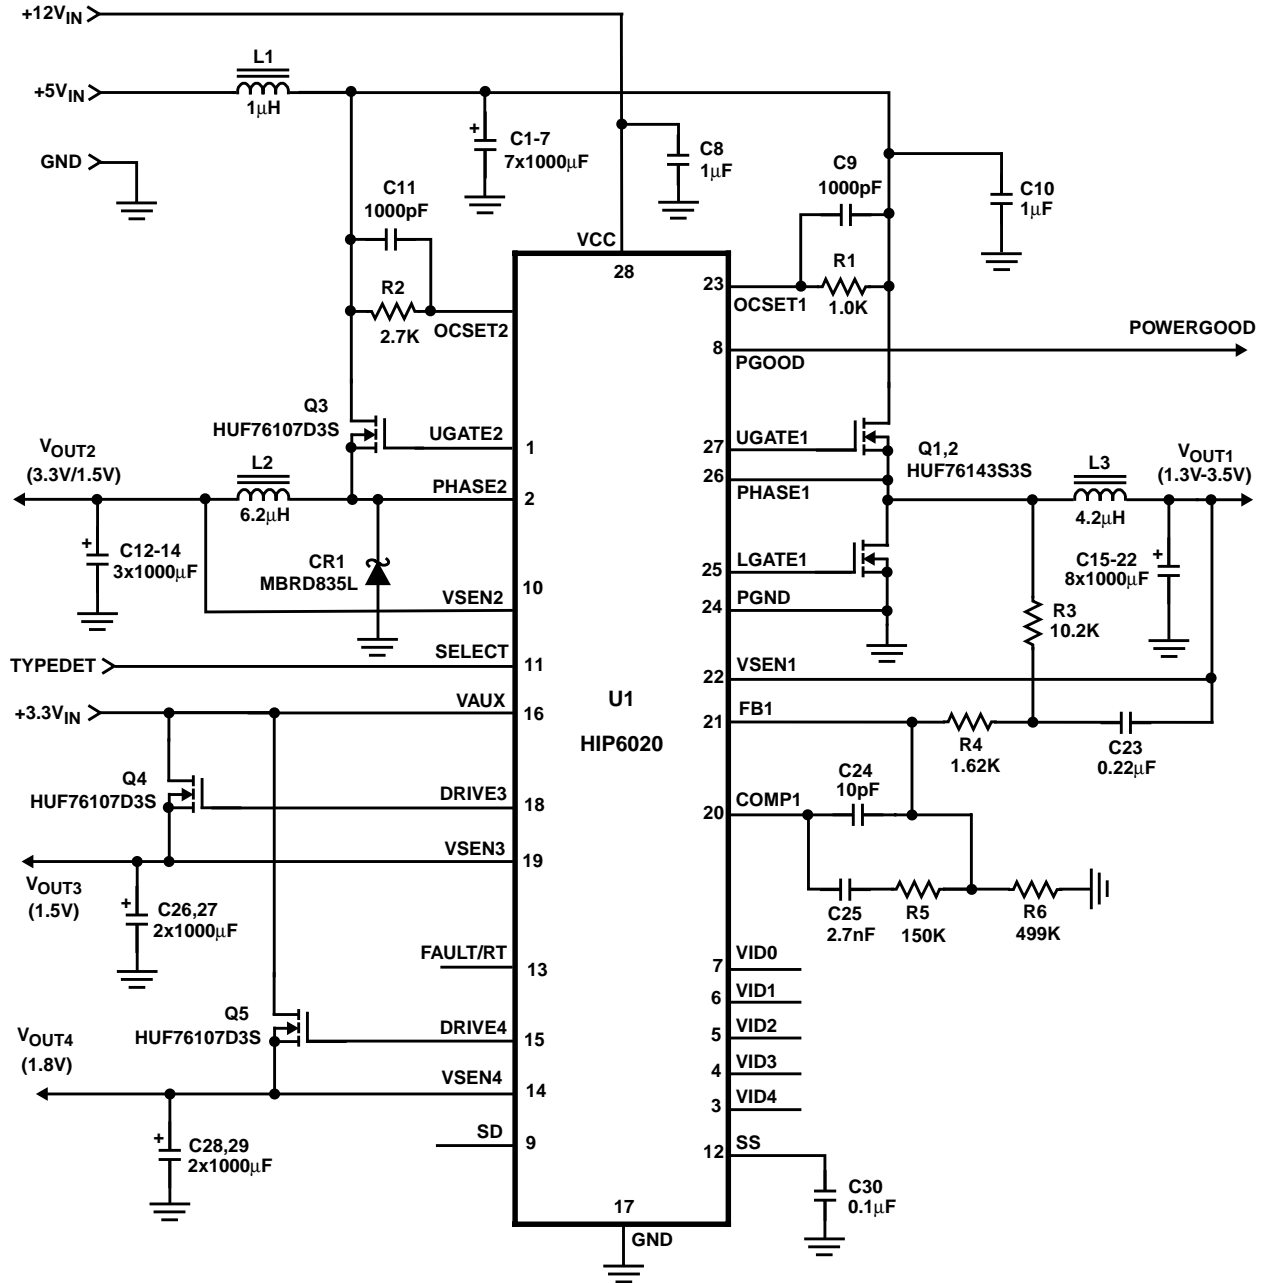 +12VIN
L1
+5VIN
1μH
GND
C1-7
7x1000μF
C8
1μF
C9
1000pF
C10
1μF
C11
1000pF
VCC
28
R2
2.7K
OCSET2
23
OCSET1
R1
1.0K
POWERGOOD
8
PGOOD
Q3
HUF76107D3S
UGATE2
1
27
UGATE1
Q1,2
HUF76143S3S
VOUT2
(3.3V/1.5V)
L2
6.2μH
PHASE2
2
26
PHASE1
L3
4.2μH
VOUT1
(1.3V-3.5V)
C12-14
3x1000μF
CR1
MBRD835L
10
VSEN2
25
LGATE1
24
PGND
C15-22
8x1000μF
R3
10.2K
TYPEDET
SELECT
11
22
VSEN1
+3.3VIN
VAUX
16
U1
HIP6020
21
FB1
R4
1.62K
C23
0.22μF
Q4
HUF76107D3S
DRIVE3
18
20
COMP1
C24
10pF
VSEN3
19
VOUT3
(1.5V)
C26,27
2x1000μF
C25
2.7nF
R5
150K
R6
499K
FAULT/RT
13
7
VID0
6
VID1
Q5
HUF76107D3S
DRIVE4
15
5
VID2
VOUT4
(1.8V)
VSEN4
14
4
VID3
3
VID4
SD
9
12
SS
C28,29
2x1000μF
C30
0.1μF
17
GND